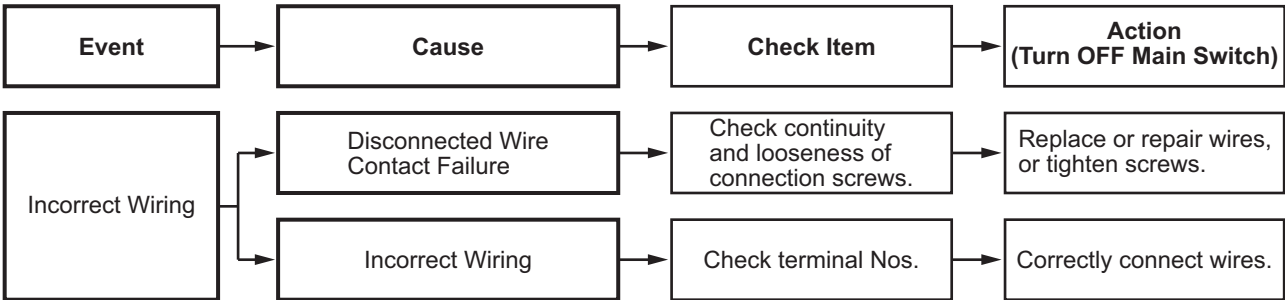 Event
Cause
Check Item
Action
(Turn OFF Main Switch)
Incorrect Wiring
Disconnected Wire
Contact Failure
Check continuity
and looseness of
connection screws.
Replace or repair wires,
or tighten screws.
Incorrect Wiring
Check terminal Nos.
Correctly connect wires.